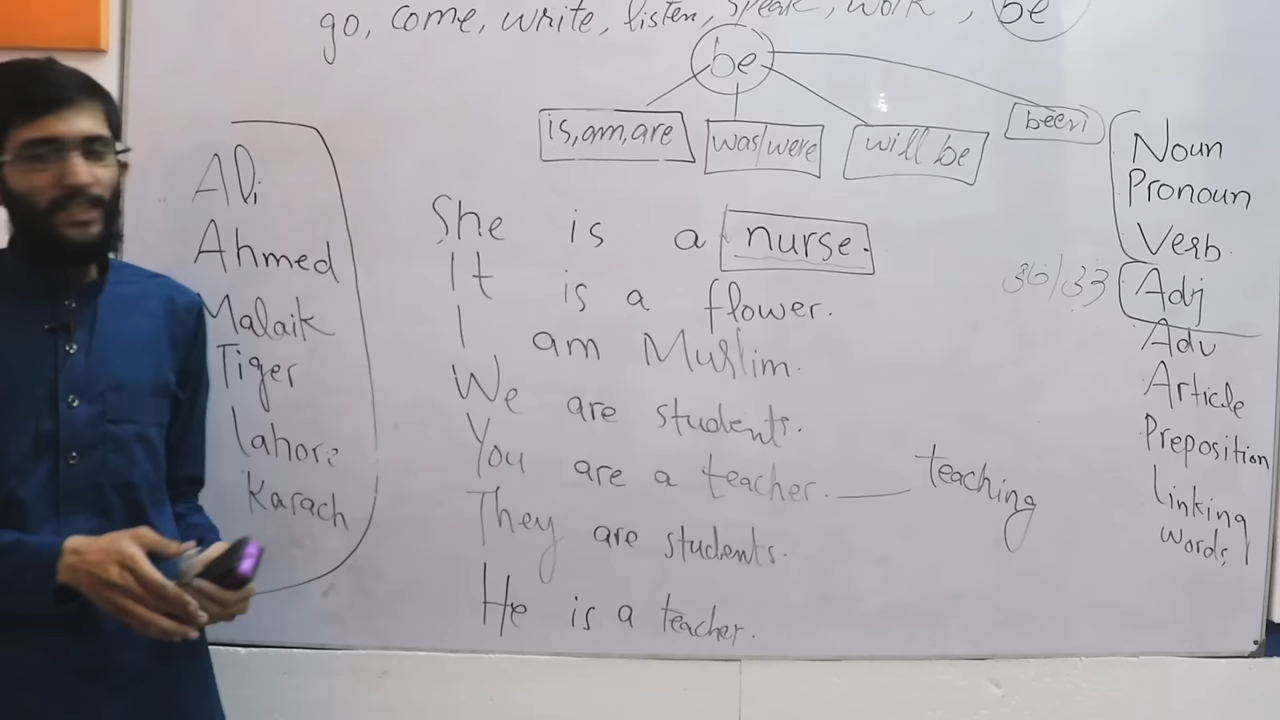 go, come, write, listen, speak, work, be
be
is,am,are
was/were
will be
been
Ali
Ahmed
Malaik
Tiger
Lahore
Karach
She is a nurse.
It is a flower.
I am Muslim.
We are students.
You are a teacher. — teaching
They are students.
He is a teacher.
Noun
Pronoun
Verb
36/33 Adj
Adv
Article
Preposition
Linking
words